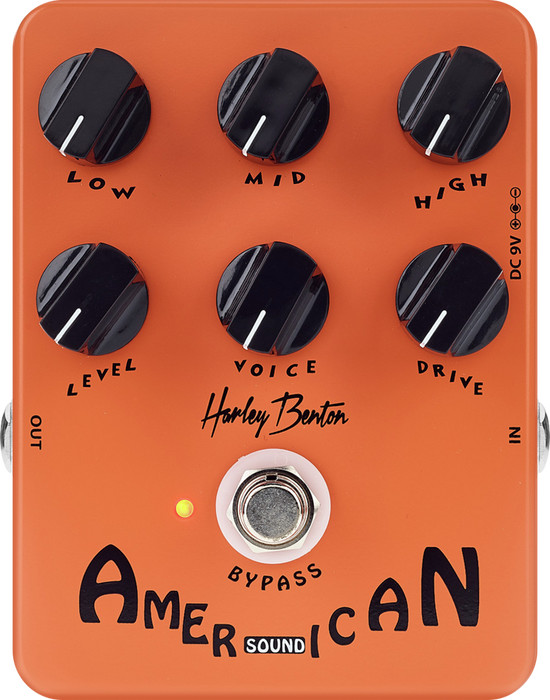 LOW MID HIGH
DC 9V
LEVEL VOICE DRIVE
Harley Benton
OUT IN
BYPASS
AMERICAN
SOUND